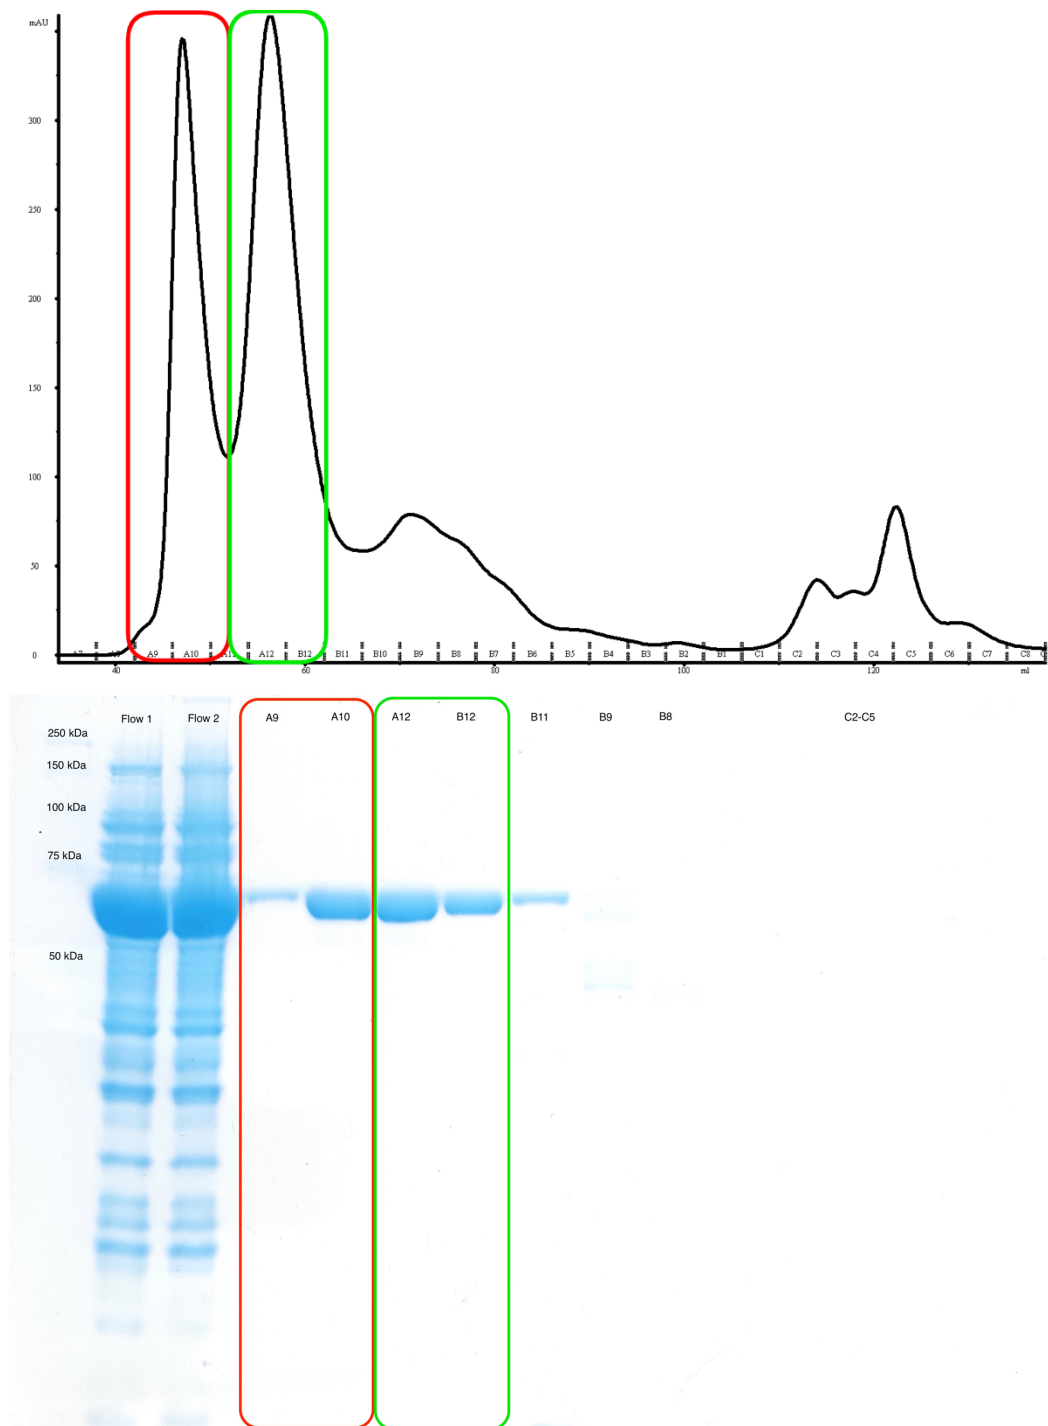 mAU
300
250
200
150
100
50
0
A9 A10 A11 A12 B12 B11 B10 B9 B8 B7 B6 B5 B4 B3 B2 B1 C1 C2 C3 C4 C5 C6 C7 C8
40 60 80 100 120 ml
Flow 1 Flow 2 A9 A10 A12 B12 B11 B9 B8 C2-C5
250 kDa
150 kDa
100 kDa
75 kDa
50 kDa